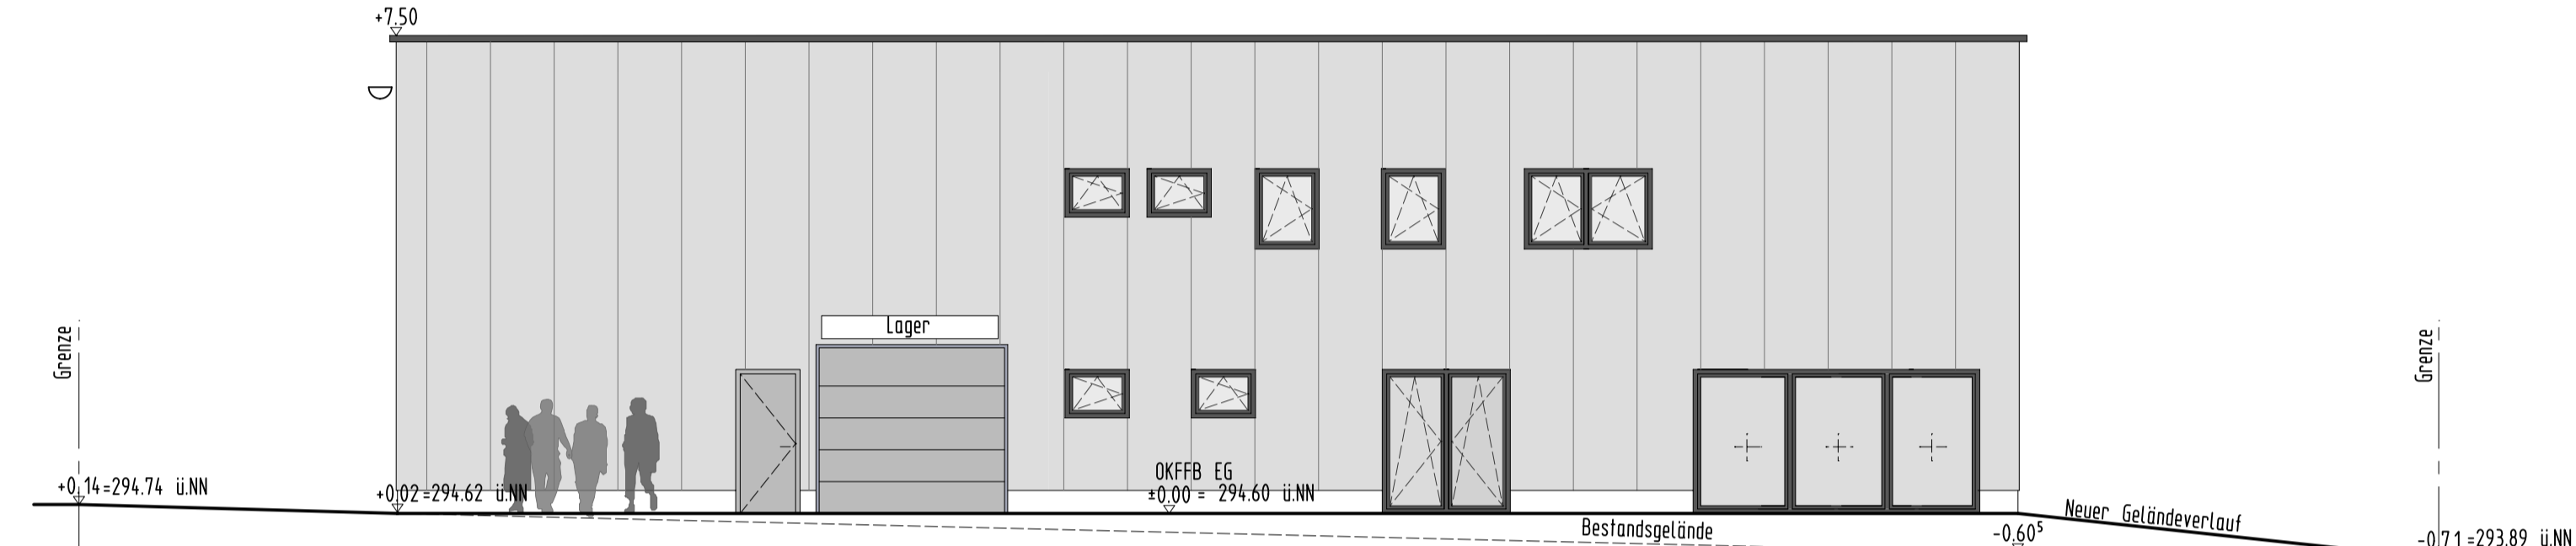 +7.50
Lager
Grenze
Grenze
+0.14=294.74 ü.NN
+0.02=294.62 ü.NN
OKFFB EG
±0.00 = 294.60 ü.NN
Bestandsgelände
-0.60⁵
Neuer Geländeverlauf
-0.71=293.89 ü.NN